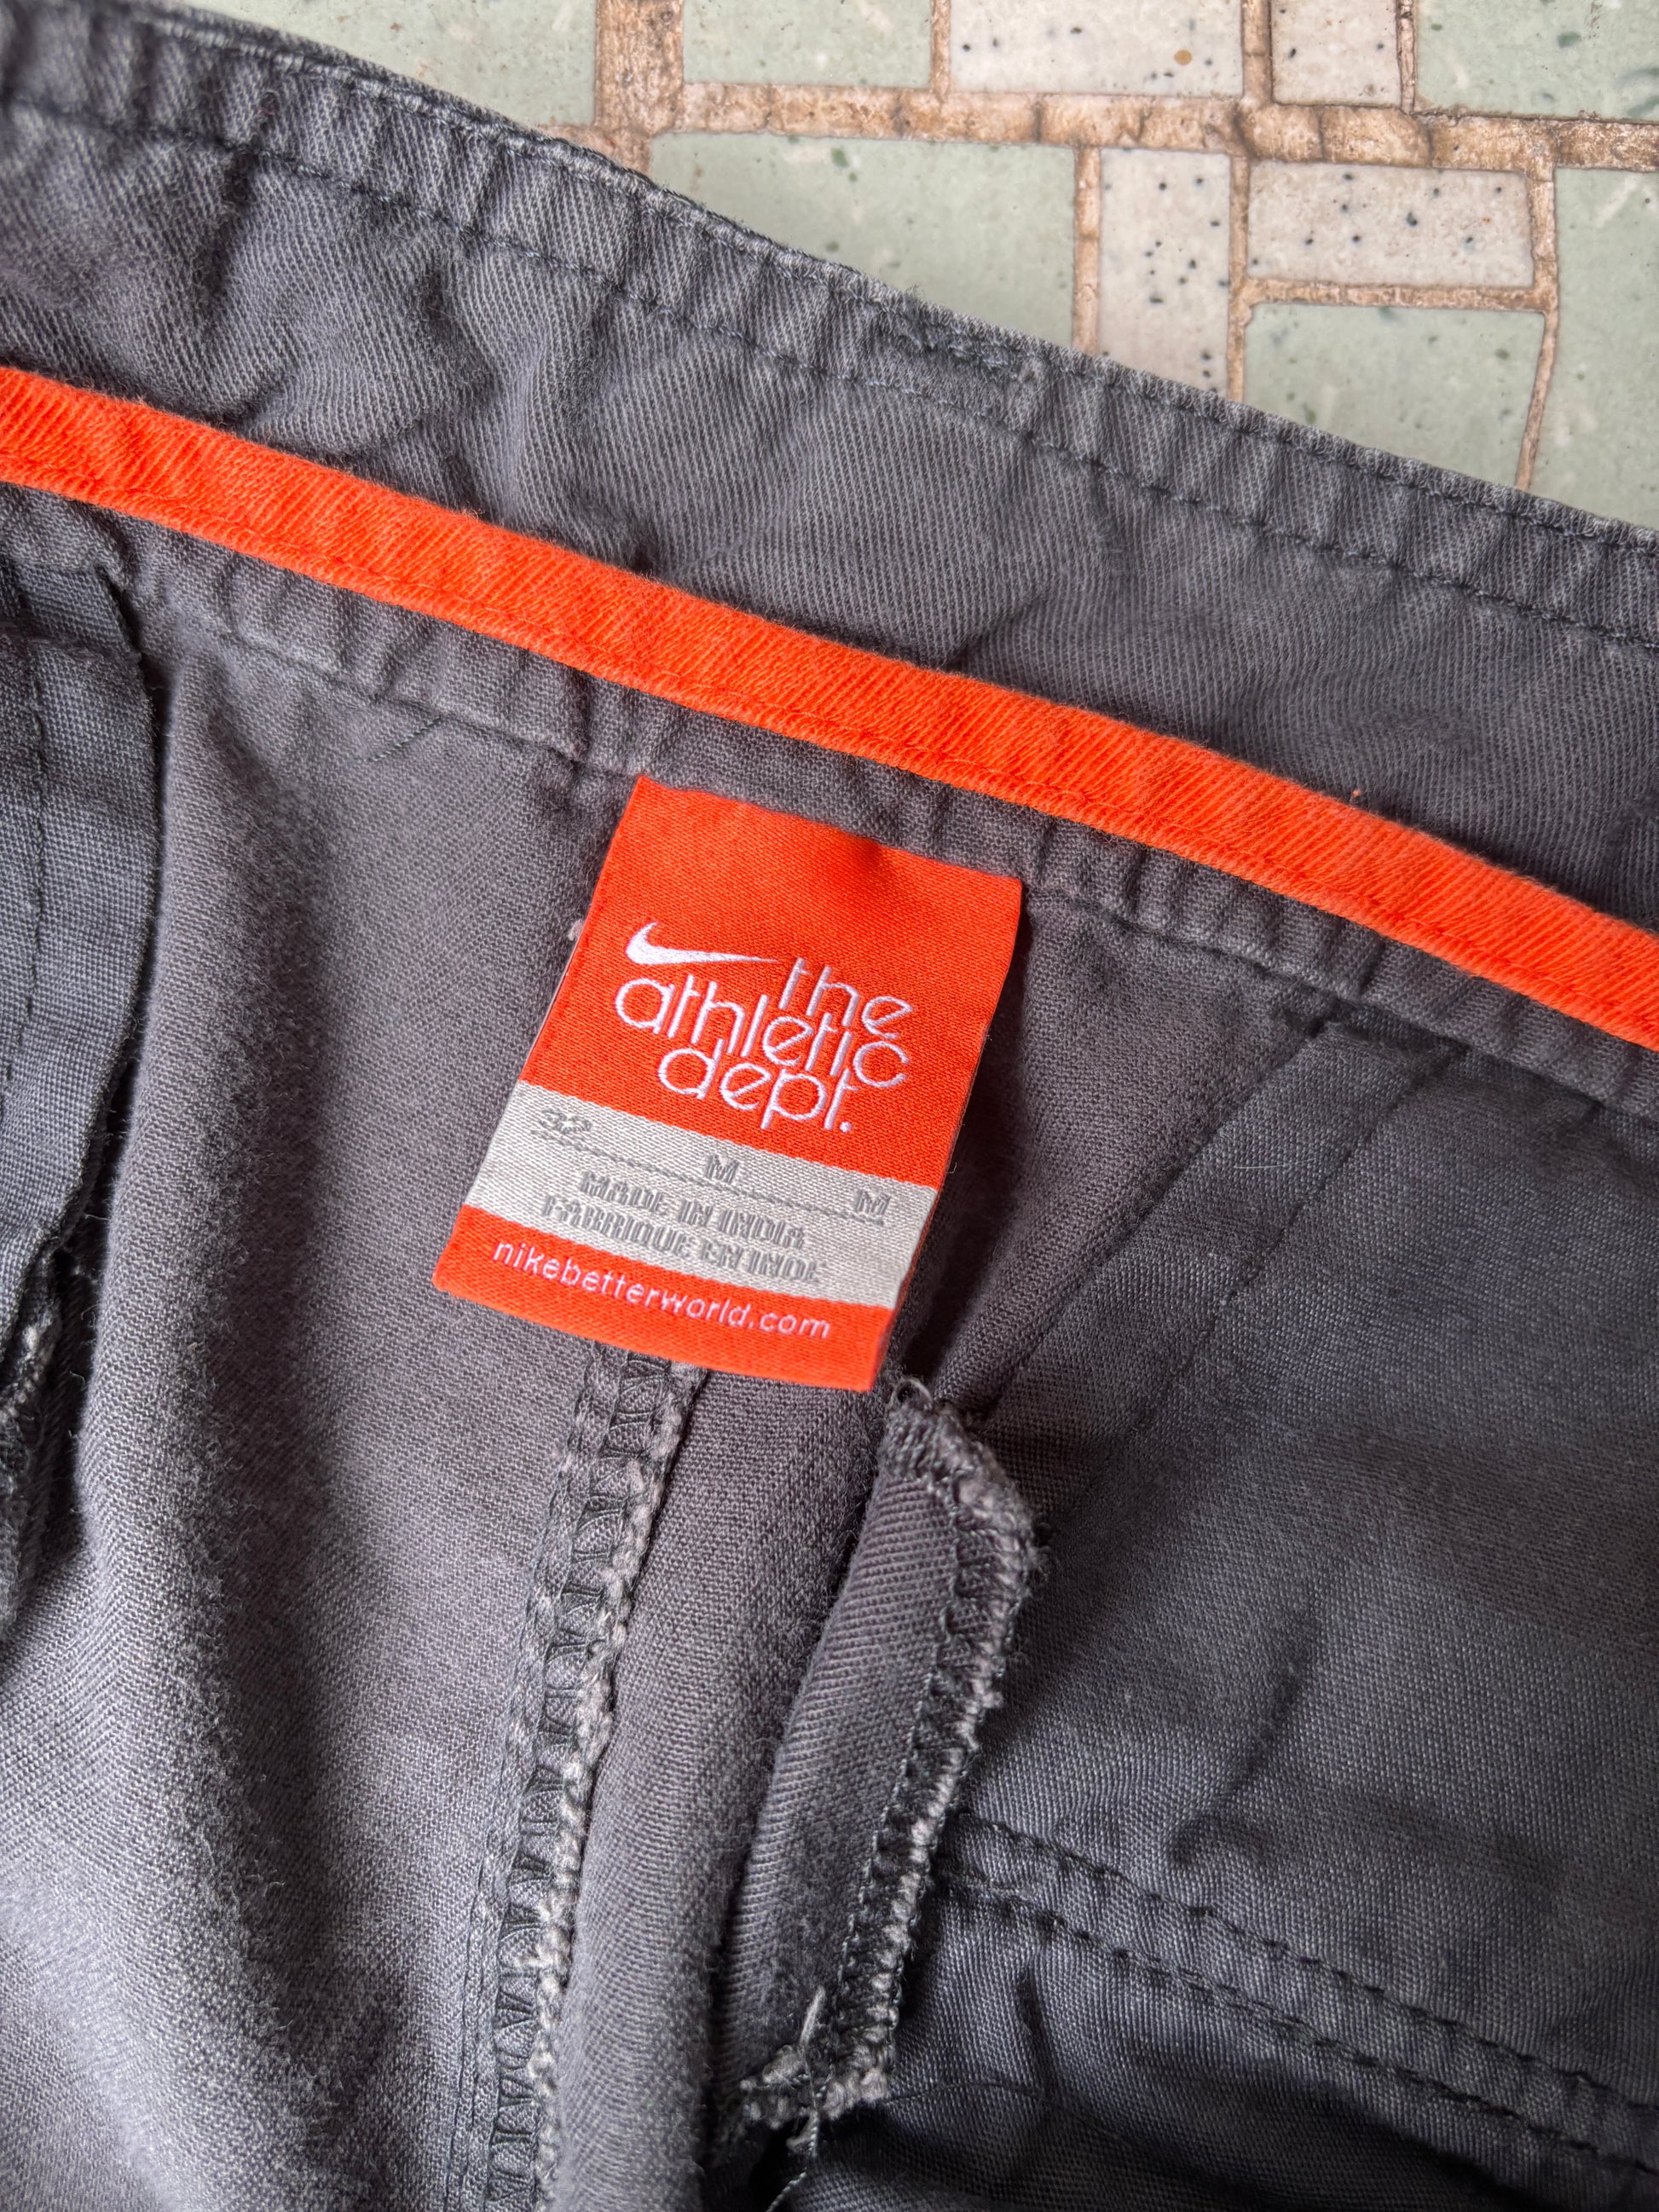 the
athletic
dept.
32 M M
MADE IN INDIA
FABRIQUE EN INDE
nikebetterworld.com